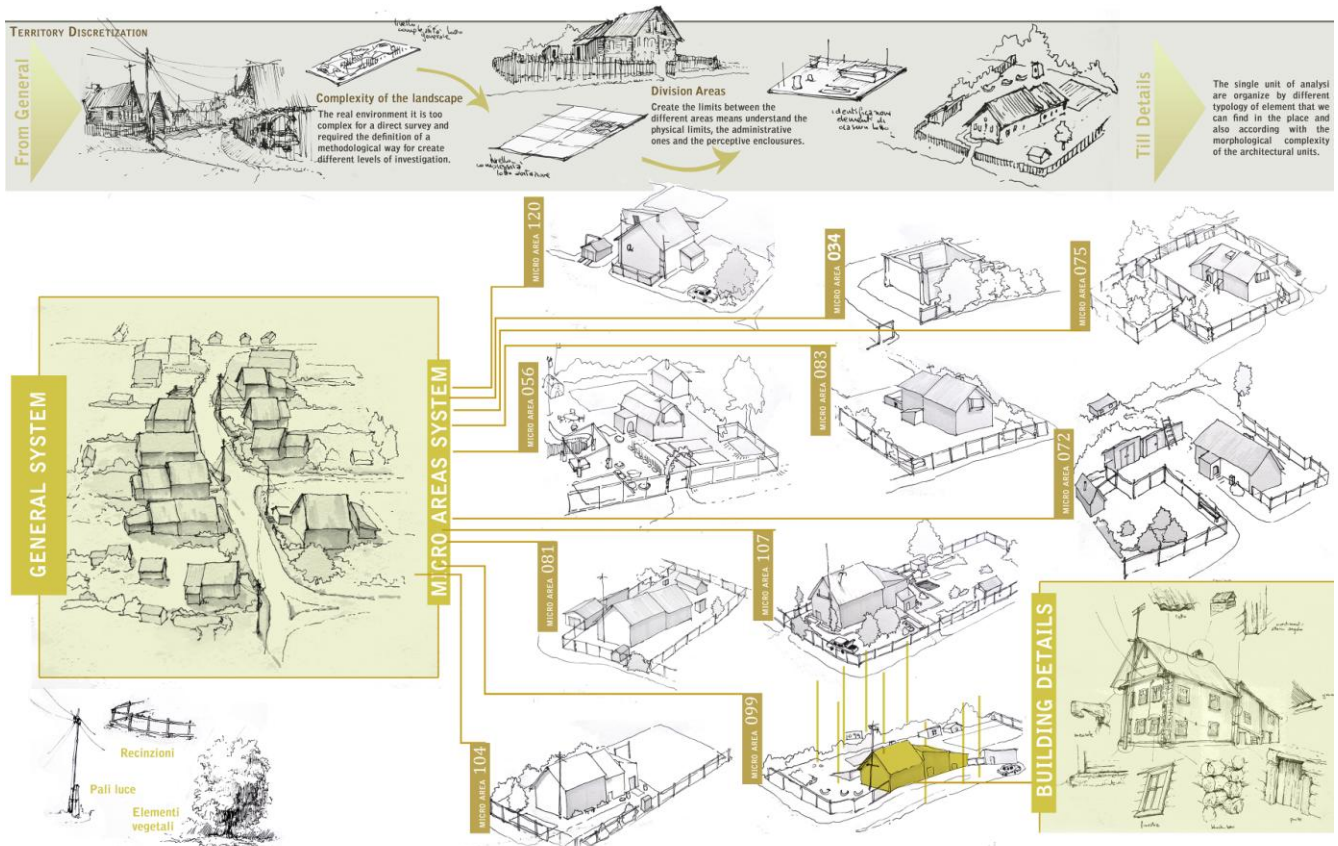 TERRITORY DISCRETIZATION
From General
Complexity of the landscape
The real environment it is too
complex for a direct survey and
required the definition of a
methodological way for create
different levels of investigation.
Division Areas
Create the limits between the
different areas means understand the
physical limits, the administrative
ones and the perceptive enclousures.
identificazione
elementi di
Till Details
The single unit of analysi
are organize by different
typology of element that we
can find in the place and
also according with the
morphological complexity
of the architectural units.
GENERAL SYSTEM
MICRO AREAS SYSTEM
MICRO AREA 120
MICRO AREA 034
MICRO AREA 075
MICRO AREA 056
MICRO AREA 083
MICRO AREA 072
MICRO AREA 081
MICRO AREA 107
MICRO AREA 104
MICRO AREA 099
BUILDING DETAILS
Recinzioni
Pali luce
Elementi
vegetali